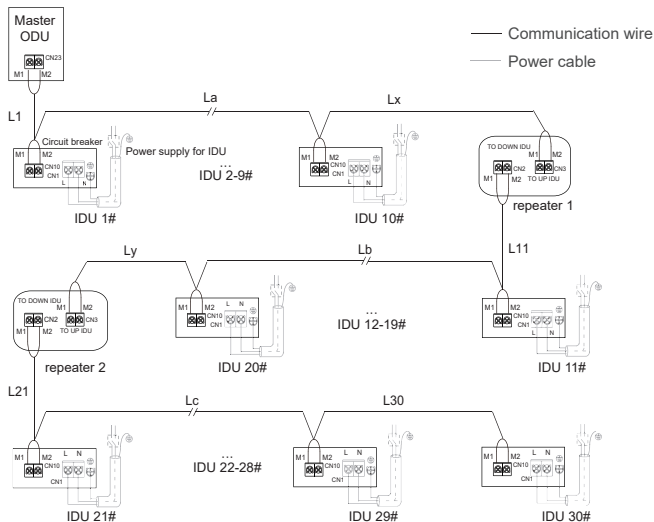 Master
ODU
CN23
M1 M2
Communication wire
Power cable
L1
La
Lx
Circuit breaker
Power supply for IDU
M1 M2
CN10
CN1
L N
IDU 1#
...
IDU 2-9#
M1 M2
CN10
CN1
L N
IDU 10#
TO DOWN IDU
M1 M2
CN2 CN3
M1 M2
TO UP IDU
repeater 1
L11
Ly
Lb
TO DOWN IDU
M1 M2
CN2 CN3
M1 M2
TO UP IDU
repeater 2
M1 M2
CN10
CN1
L N
IDU 20#
...
IDU 12-19#
M1 M2
CN10
CN1
L N
IDU 11#
L21
Lc
L30
M1 M2
CN10
CN1
L N
IDU 21#
...
IDU 22-28#
M1 M2
CN10
CN1
L N
IDU 29#
M1 M2
CN10
CN1
L N
IDU 30#